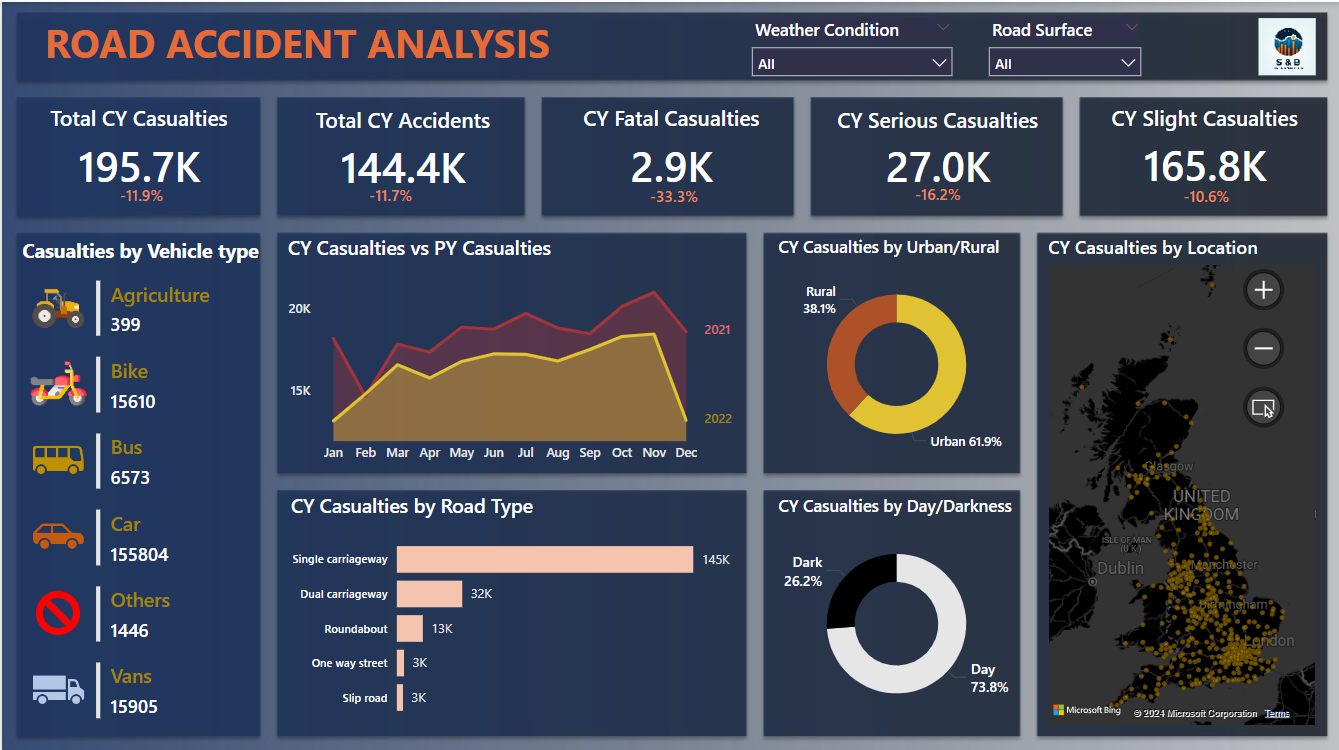 ROAD ACCIDENT ANALYSIS
Weather Condition
All
Road Surface
All
S & B
Total CY Casualties
195.7K
-11.9%
Total CY Accidents
144.4K
-11.7%
CY Fatal Casualties
2.9K
-33.3%
CY Serious Casualties
27.0K
-16.2%
CY Slight Casualties
165.8K
-10.6%
Casualties by Vehicle type
Agriculture
399
Bike
15610
Bus
6573
Car
155804
Others
1446
Vans
15905
CY Casualties vs PY Casualties
20K
15K
2021
2022
Jan Feb Mar Apr May Jun Jul Aug Sep Oct Nov Dec
CY Casualties by Road Type
Single carriageway 145K
Dual carriageway 32K
Roundabout 13K
One way street 3K
Slip road 3K
CY Casualties by Urban/Rural
Rural
38.1%
Urban 61.9%
CY Casualties by Day/Darkness
Dark
26.2%
Day
73.8%
CY Casualties by Location
Glasgow
UNITED
KINGDOM
ISLE OF MAN
(U.K.)
Dublin
Manchester
Birmingham
London
Microsoft Bing
© 2024 Microsoft Corporation Terms